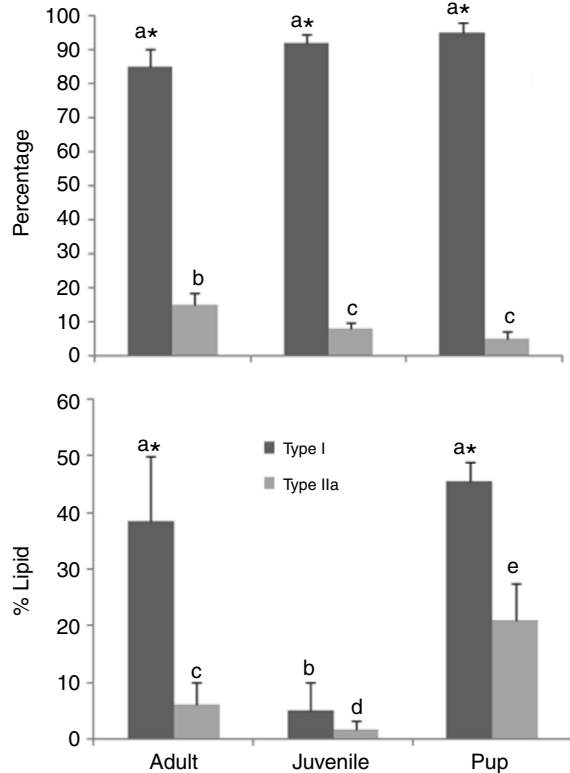 100
90
80
70
60
50
40
30
20
10
0
Percentage
a*
b
a*
c
a*
c
60
50
40
30
20
10
0
% Lipid
Type I
Type IIa
a*
c
b
d
a*
e
Adult Juvenile Pup